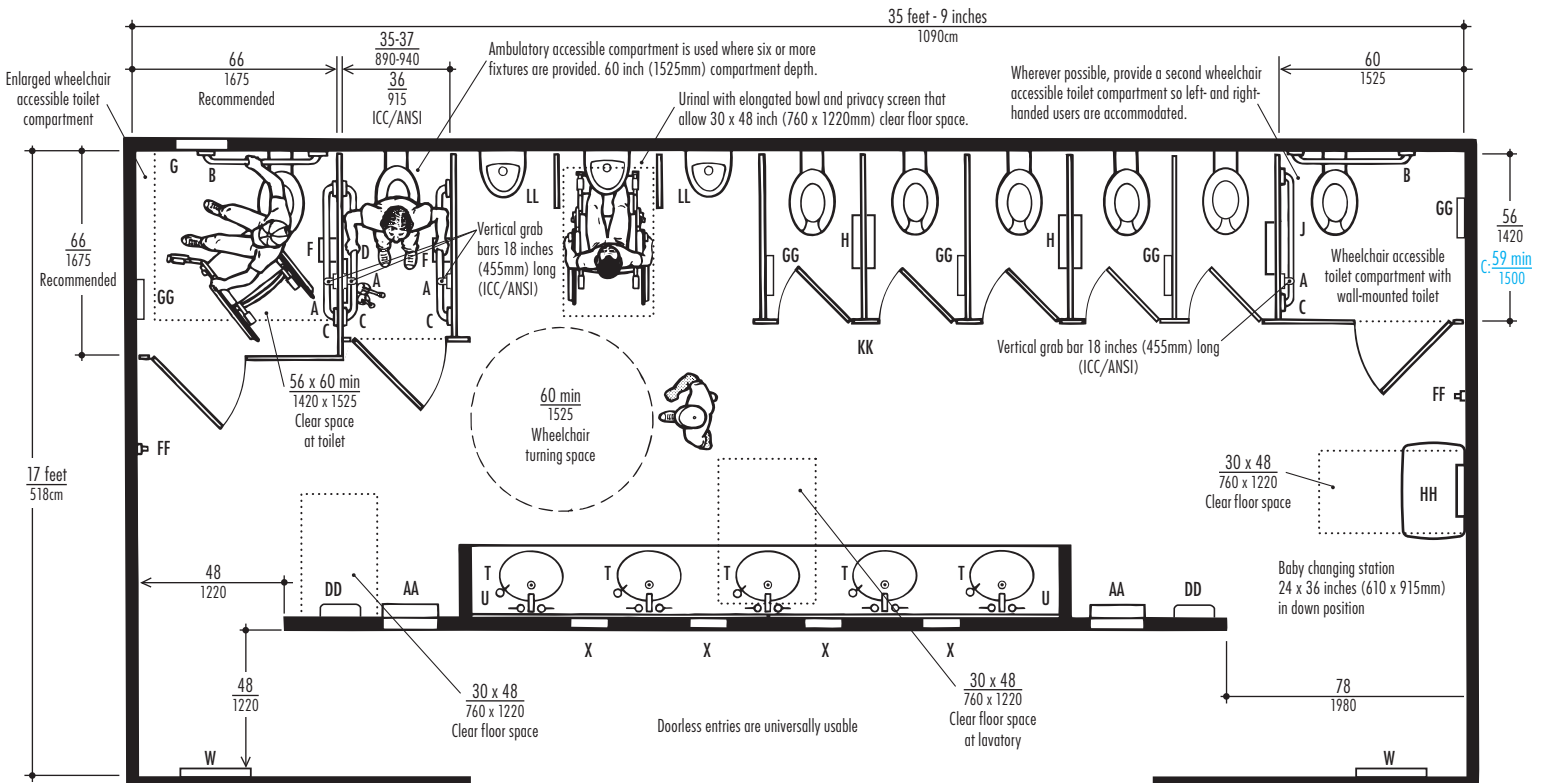 35 feet - 9 inches
1090cm
66
1675
Recommended
35-37
890-940
36
915
ICC/ANSI
Ambulatory accessible compartment is used where six or more
fixtures are provided. 60 inch (1525mm) compartment depth.
Enlarged wheelchair
accessible toilet
compartment
Urinal with elongated bowl and privacy screen that
allow 30 x 48 inch (760 x 1220mm) clear floor space.
Wherever possible, provide a second wheelchair
accessible toilet compartment so left- and right-
handed users are accommodated.
60
1525
G
B
LL
LL
B
66
1675
Recommended
F
D
F
A
A
A
C
C
C
GG
Vertical grab
bars 18 inches
(455mm) long
(ICC/ANSI)
GG
H
GG
H
GG
J
A
C
GG
Wheelchair accessible
toilet compartment with
wall-mounted toilet
56
1420
C: 59 min
1500
KK
Vertical grab bar 18 inches (455mm) long
(ICC/ANSI)
56 x 60 min
1420 x 1525
Clear space
at toilet
60 min
1525
Wheelchair
turning space
FF
FF
17 feet
518cm
30 x 48
760 x 1220
Clear floor space
HH
48
1220
DD
AA
T
U
T
T
T
T
U
AA
DD
Baby changing station
24 x 36 inches (610 x 915mm)
in down position
X
X
X
X
48
1220
30 x 48
760 x 1220
Clear floor space
Doorless entries are universally usable
30 x 48
760 x 1220
Clear floor space
at lavatory
78
1980
W
W